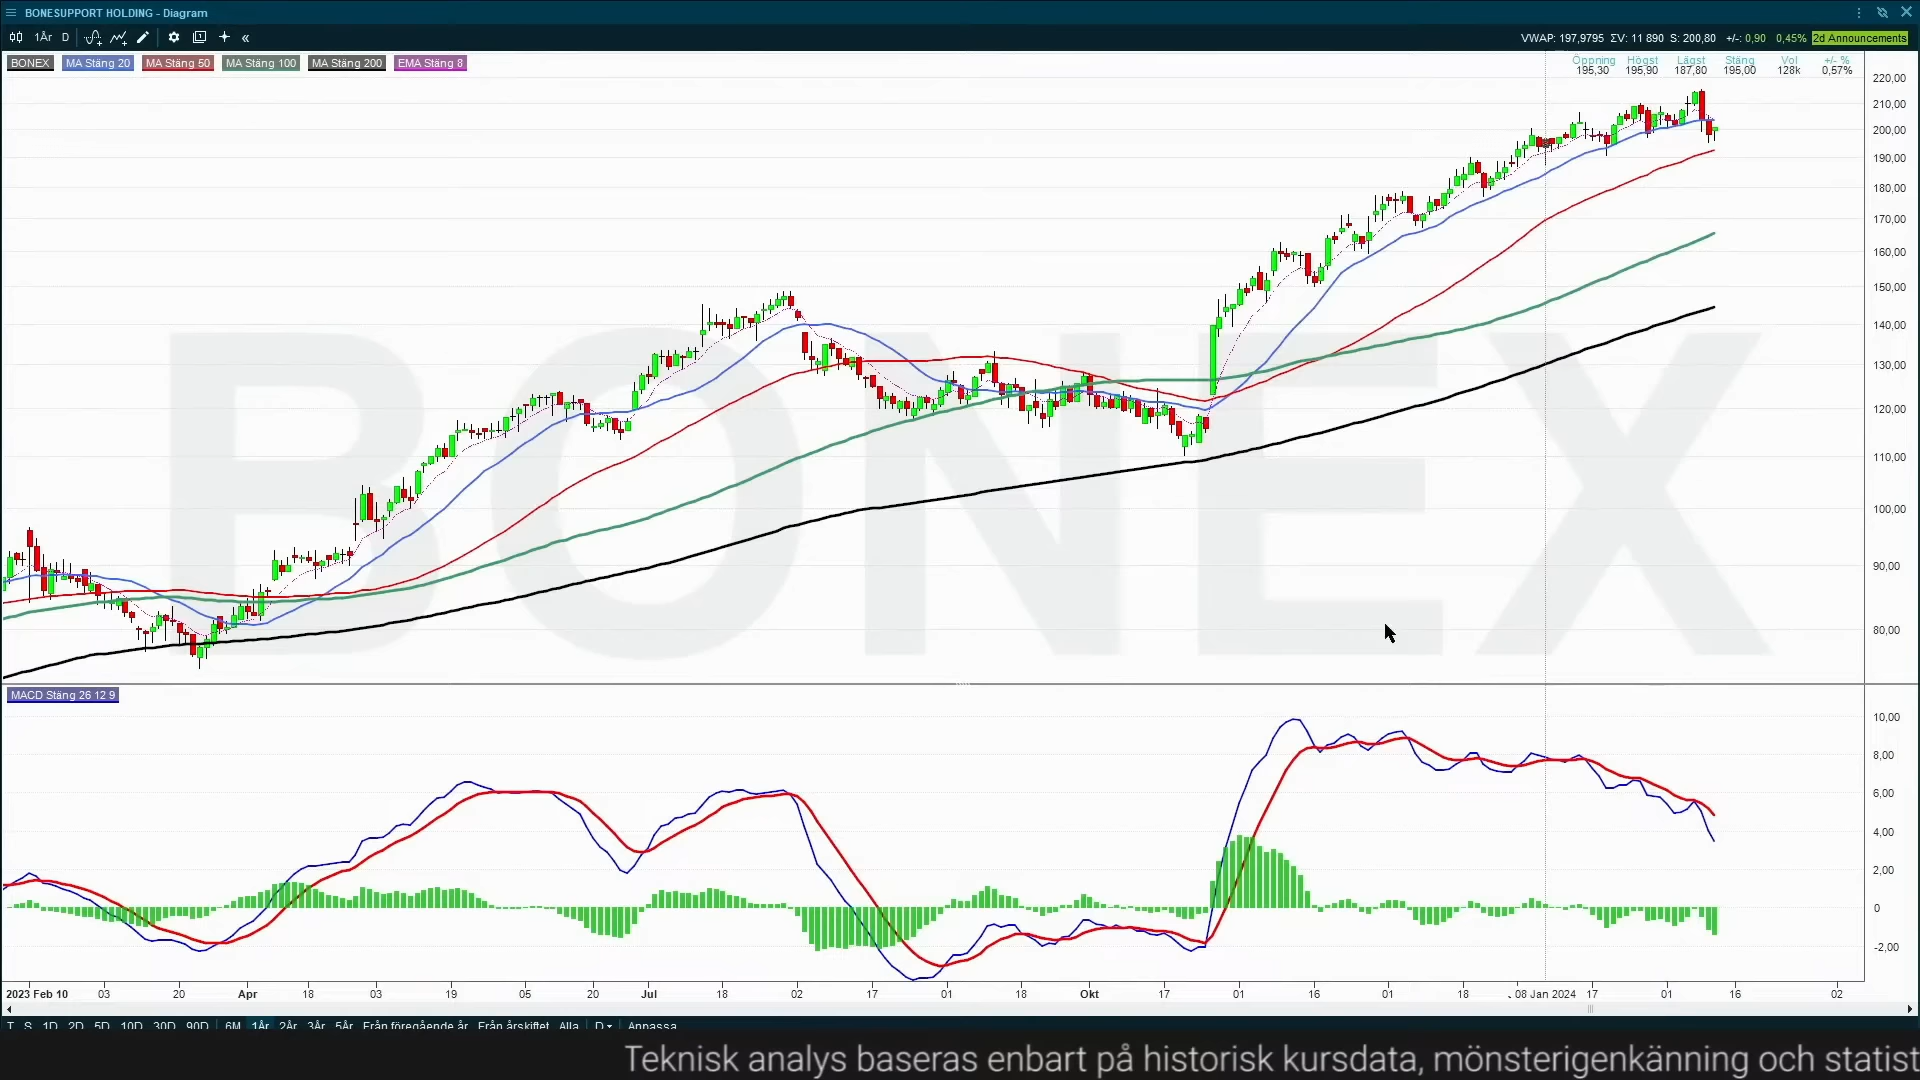 BONESUPPORT HOLDING - Diagram
1År D VWAP: 197,9795 ΣV: 11 890 S: 200,80 +/-: 0,90 0,45% 2d Announcements
BONEX MA Stäng 20 MA Stäng 50 MA Stäng 100 MA Stäng 200 EMA Stäng 8
Öppning Högst Lägst Stäng Vol +/- %
195,30 195,90 187,80 195,00 128k 0,57%
220,00
210,00
200,00
190,00
180,00
170,00
160,00
150,00
140,00
130,00
120,00
110,00
100,00
90,00
80,00
BONEX
MACD Stäng 26 12 9
10,00
8,00
6,00
4,00
2,00
0
-2,00
2023 Feb 10 03 20 Apr 18 03 19 05 20 Jul 18 02 17 01 18 Okt 17 01 16 01 18 08 Jan 2024 17 01 16 02
T S 1D 2D 5D 10D 30D 90D 6M 1År 2År 3År 5År Från föregående år Från årsskiftet Alla D Anpassa
Teknisk analys baseras enbart på historisk kursdata, mönsterigenkänning och statist